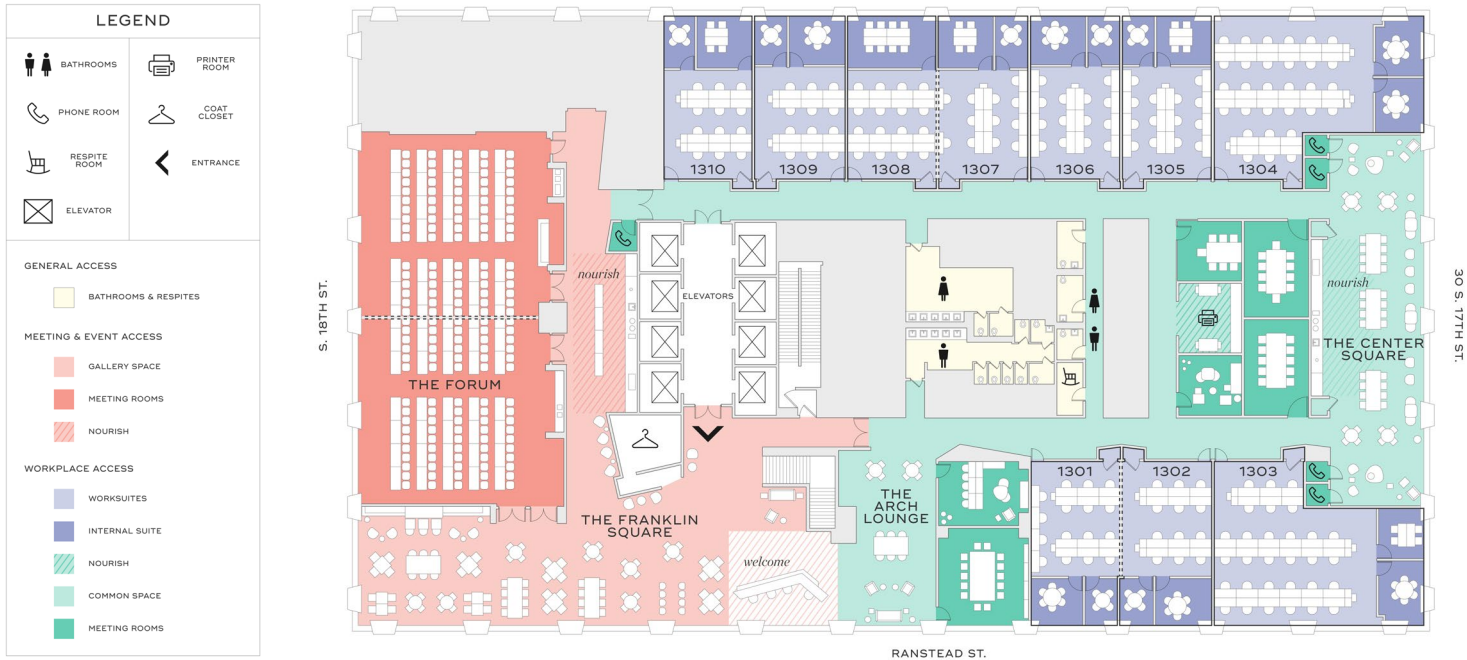 LEGEND
BATHROOMS
PRINTER
ROOM
PHONE ROOM
COAT
CLOSET
RESPITE
ROOM
ENTRANCE
ELEVATOR
GENERAL ACCESS
BATHROOMS & RESPITES
MEETING & EVENT ACCESS
GALLERY SPACE
MEETING ROOMS
NOURISH
WORKPLACE ACCESS
WORKSUITES
INTERNAL SUITE
NOURISH
COMMON SPACE
MEETING ROOMS
1310
1309
1308
1307
1306
1305
1304
S. 18TH ST.
nourish
ELEVATORS
nourish
30 S. 17TH ST.
THE CENTER
SQUARE
THE FORUM
1301
1302
1303
THE
ARCH
LOUNGE
THE FRANKLIN
SQUARE
welcome
RANSTEAD ST.